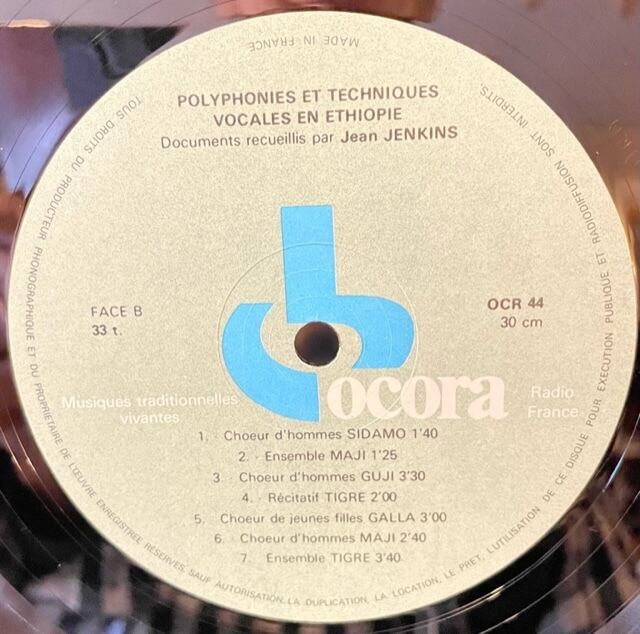 MADE IN FRANCE
POLYPHONIES ET TECHNIQUES
VOCALES EN ETHIOPIE
Documents recueillis par Jean JENKINS
FACE B
33 t.
OCR 44
30 cm
Musiques traditionnelles
vivantes
ocora
Radio
France
1. · Choeur d'hommes SIDAMO 1'40
2. · Ensemble MAJI 1'25
3. · Choeur d'hommes GUJI 3'30
4. · Récitatif TIGRE 2'00
5. Choeur de jeunes filles GALLA 3'00
6. · Choeur d'hommes MAJI 2'40
7. Ensemble TIGRE 3'40
TOUS DROITS DU PRODUCTEUR PHONOGRAPHIQUE ET DU PROPRIETAIRE DE L'ŒUVRE ENREGISTREE RESERVES. SAUF AUTORISATION, LA DUPLICATION, LA LOCATION, LE PRET, L'UTILISATION DE CE DISQUE POUR EXECUTION PUBLIQUE ET RADIODIFFUSION SONT INTERDITS.